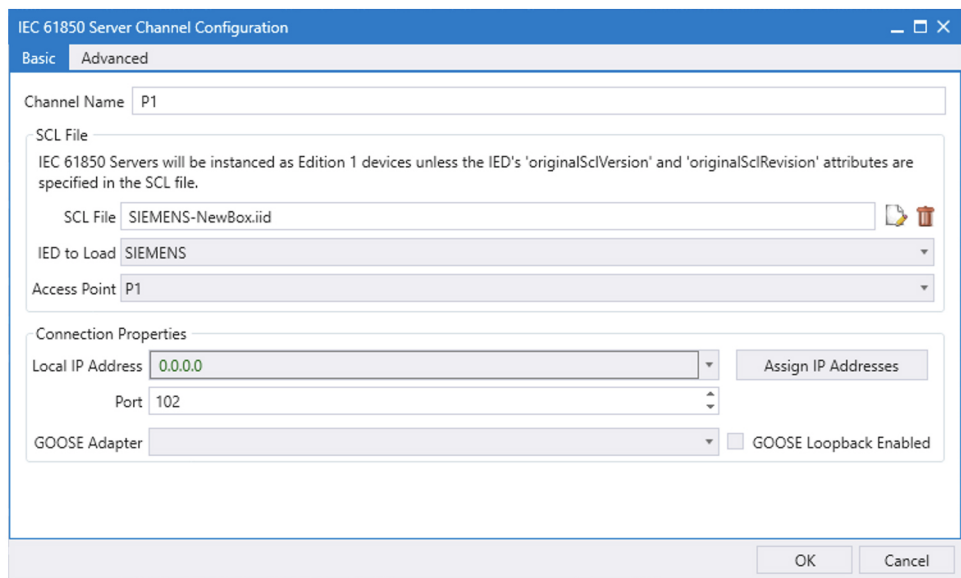 IEC 61850 Server Channel Configuration
Basic Advanced
Channel Name P1
SCL File
IEC 61850 Servers will be instanced as Edition 1 devices unless the IED's 'originalSclVersion' and 'originalSclRevision' attributes are
specified in the SCL file.
SCL File SIEMENS-NewBox.iid
IED to Load SIEMENS
Access Point P1
Connection Properties
Local IP Address 0.0.0.0 Assign IP Addresses
Port 102
GOOSE Adapter GOOSE Loopback Enabled
OK Cancel